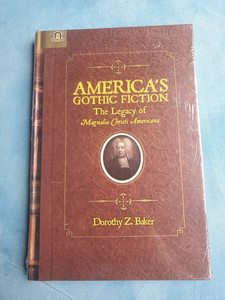 AMERICA'S
GOTHIC FICTION
The Legacy of
Magnalia Christi Americana
Dorothy Z. Baker